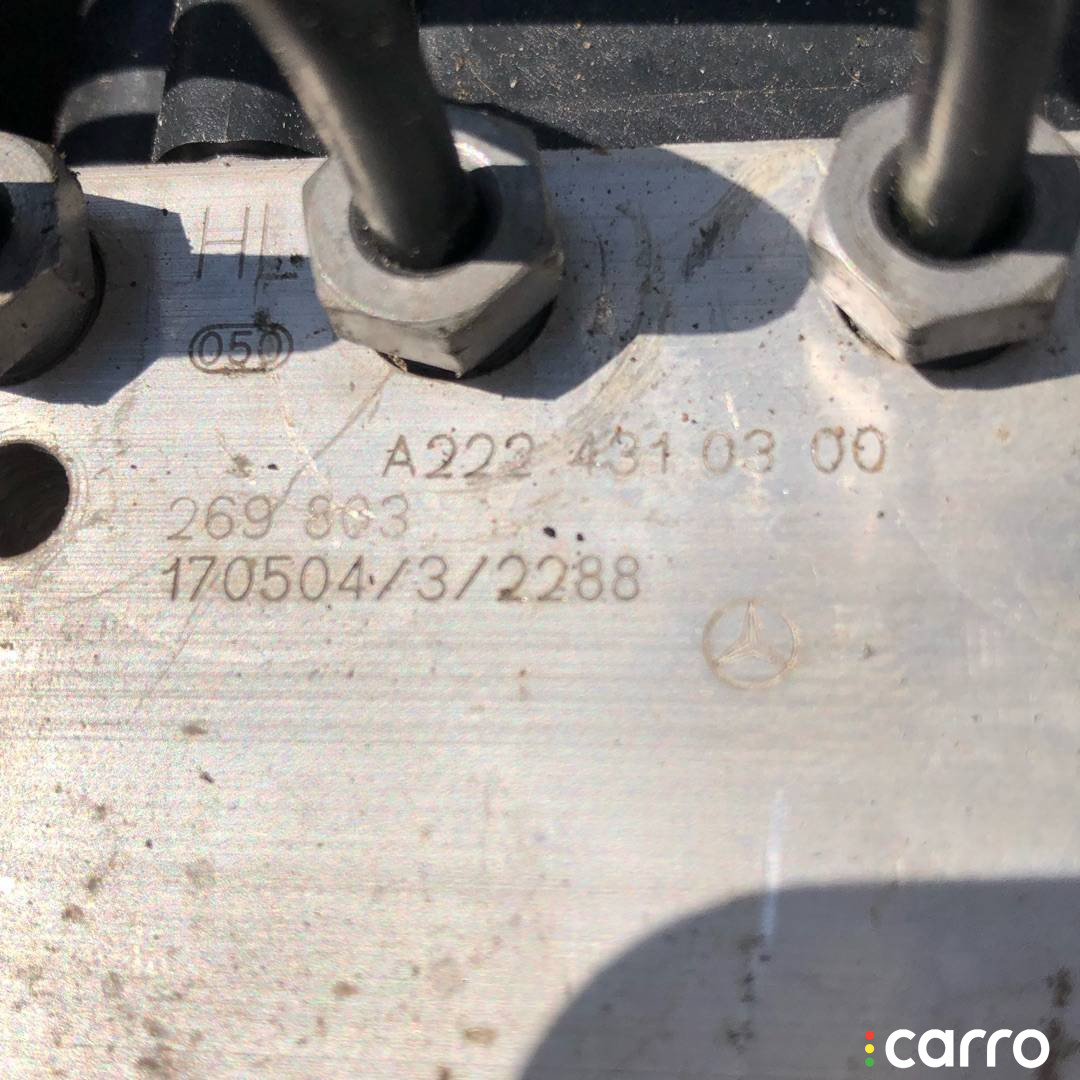 HL
050
A222 431 03 00
269 803
170504/3/2288
carro